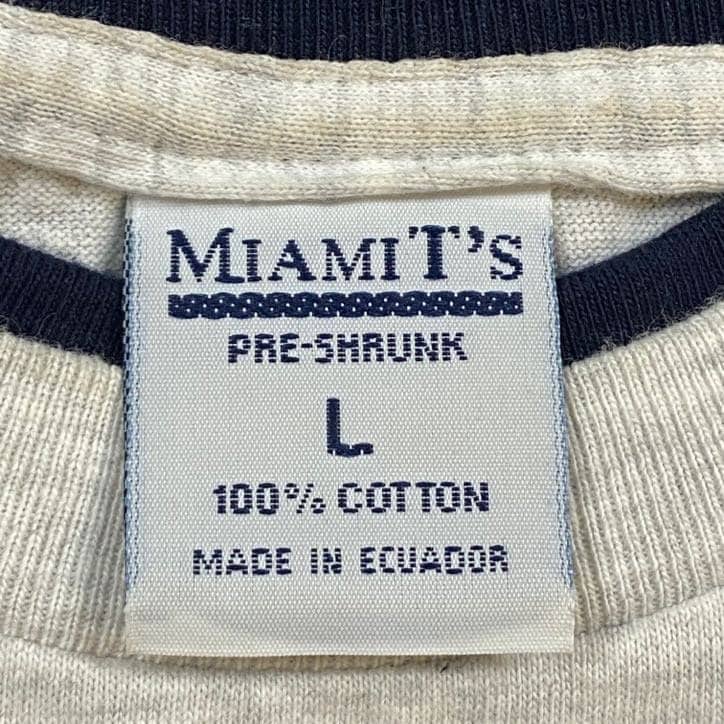 MIAMI T'S
PRE-SHRUNK
L
100% COTTON
MADE IN ECUADOR